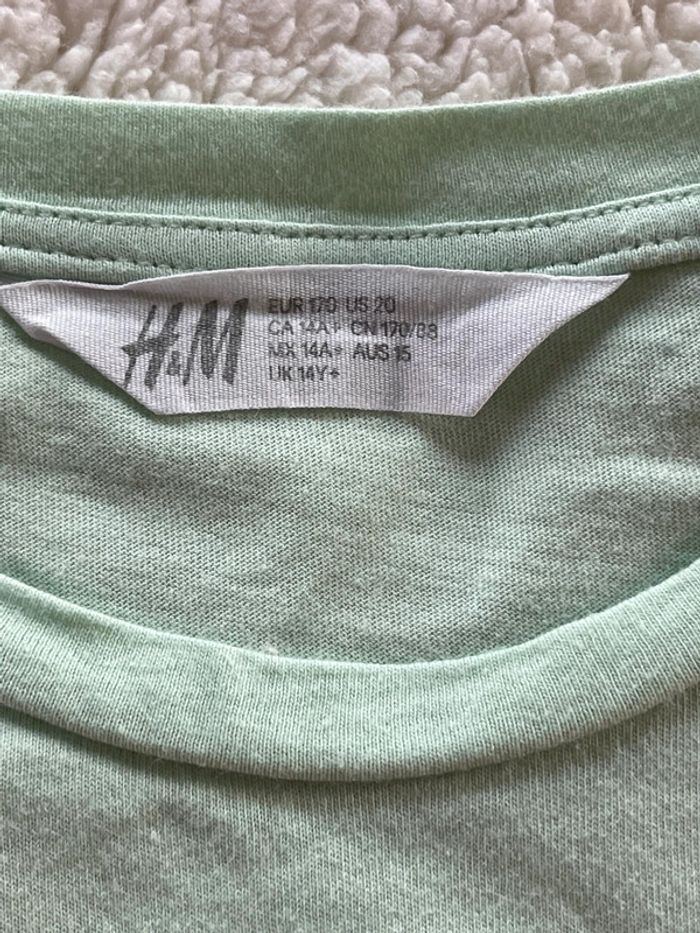 H&M
EUR 170 US 20
CA 14A+ CN 170/88
MX 14A+ AUS 15
UK 14Y+